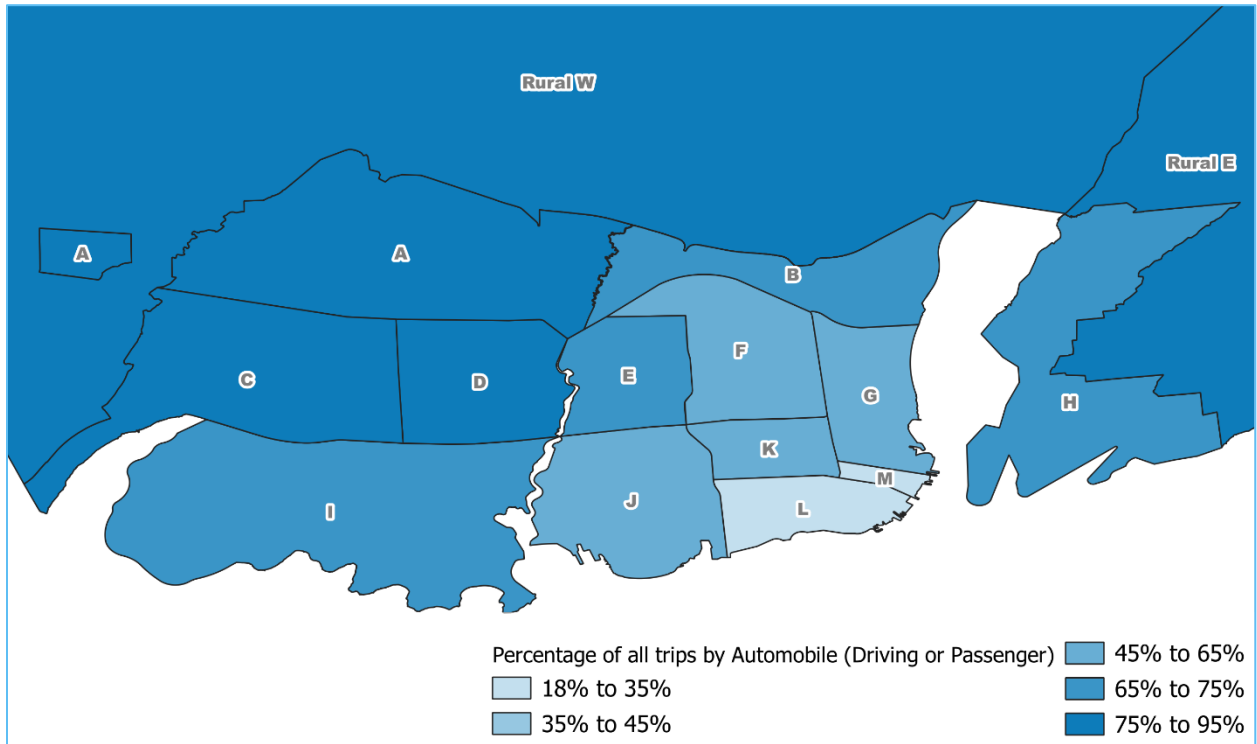 Rural W
Rural E
A
A
B
C
D
E
F
G
H
I
J
K
L
M
Percentage of all trips by Automobile (Driving or Passenger)
18% to 35%
35% to 45%
45% to 65%
65% to 75%
75% to 95%